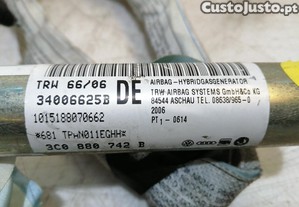 Custojusto.pt
TRW 66/06
34006625B
DE
AIRBAG-HYBRIDGASGENERATOR
TRW AIRBAG SYSTEMS GmbH&Co KG
84544 ASCHAU TEL. 08638/965-0
2006
PT1-0614
1015188070662
*681 TPWN011EGHH*
3C0 880 742 B